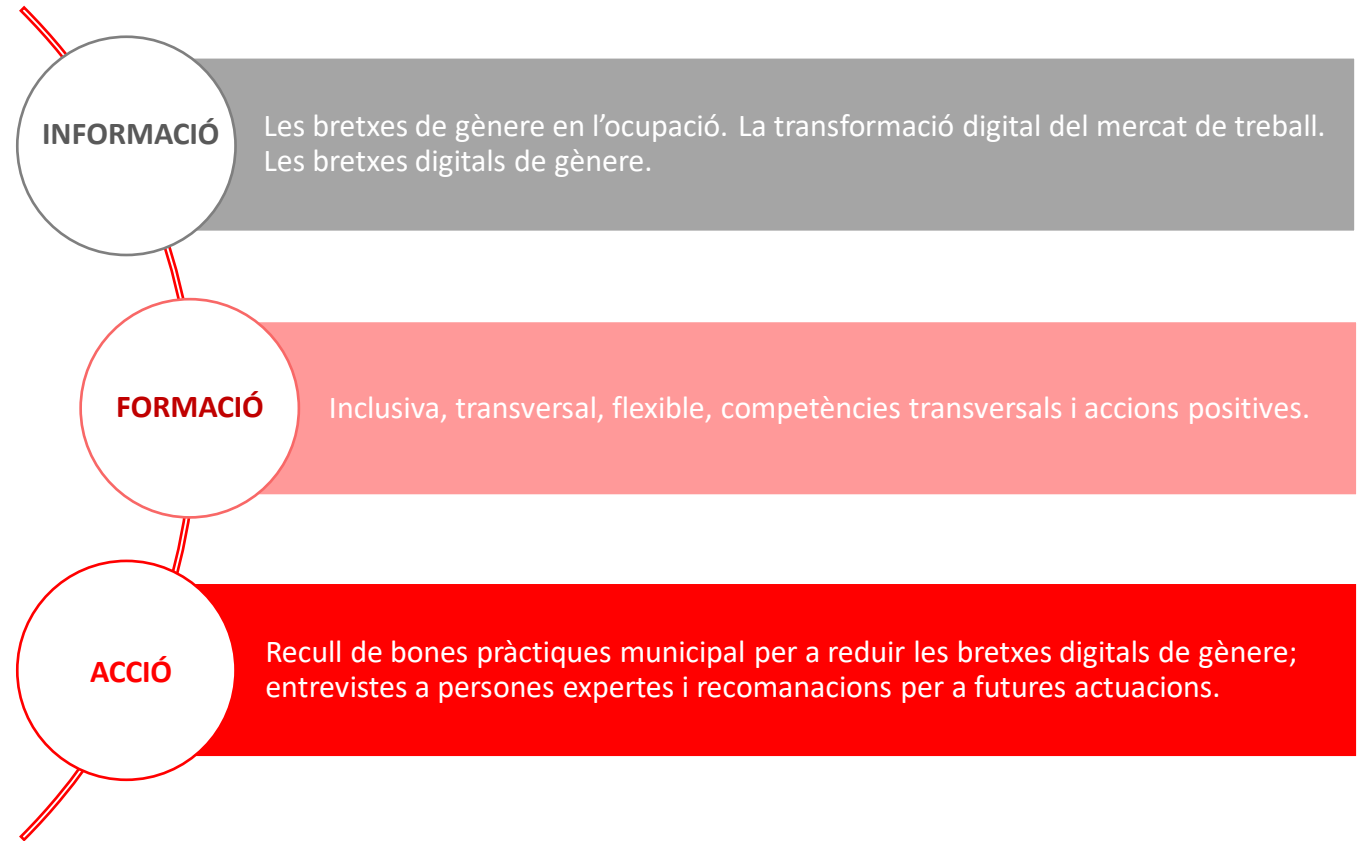 INFORMACIÓ
Les bretxes de gènere en l’ocupació. La transformació digital del mercat de treball.
Les bretxes digitals de gènere.
FORMACIÓ
Inclusiva, transversal, flexible, competències transversals i accions positives.
ACCIÓ
Recull de bones pràctiques municipal per a reduir les bretxes digitals de gènere;
entrevistes a persones expertes i recomanacions per a futures actuacions.